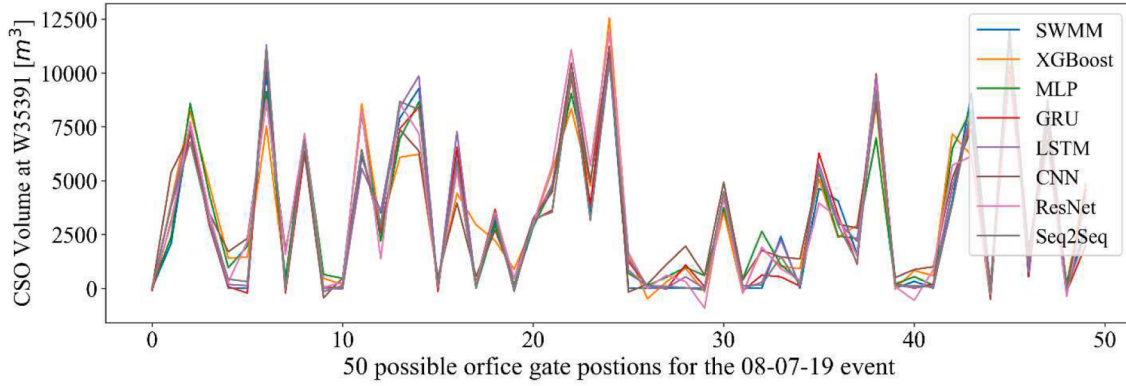 CSO Volume at W35391 [m³]
12500
10000
7500
5000
2500
0
0
10
20
30
40
50
50 possible orfice gate postions for the 08-07-19 event
SWMM
XGBoost
MLP
GRU
LSTM
CNN
ResNet
Seq2Seq